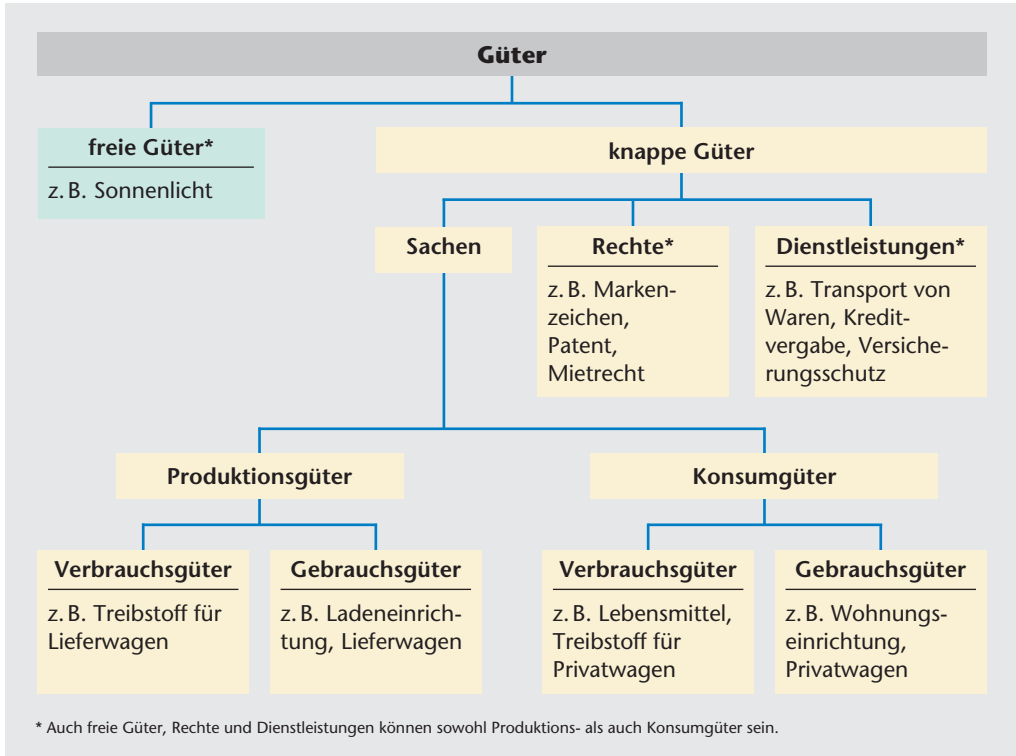 Güter
freie Güter*
z. B. Sonnenlicht
knappe Güter
Sachen
Rechte*
z. B. Marken-
zeichen,
Patent,
Mietrecht
Dienstleistungen*
z. B. Transport von
Waren, Kredit-
vergabe, Versiche-
rungsschutz
Produktionsgüter
Konsumgüter
Verbrauchsgüter
z. B. Treibstoff für
Lieferwagen
Gebrauchsgüter
z. B. Ladeneinrich-
tung, Lieferwagen
Verbrauchsgüter
z. B. Lebensmittel,
Treibstoff für
Privatwagen
Gebrauchsgüter
z. B. Wohnungs-
einrichtung,
Privatwagen
* Auch freie Güter, Rechte und Dienstleistungen können sowohl Produktions- als auch Konsumgüter sein.